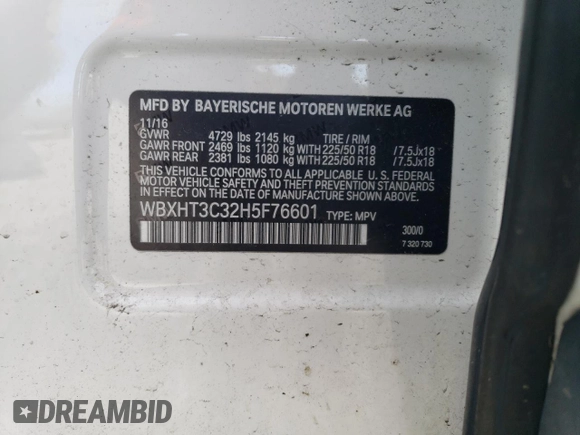 MFD BY BAYERISCHE MOTOREN WERKE AG
11/16
GVWR 4729 lbs 2145 kg TIRE / RIM
GAWR FRONT 2469 lbs 1120 kg WITH 225/50 R18 /7.5Jx18
GAWR REAR 2381 lbs 1080 kg WITH 225/50 R18 /7.5Jx18
THIS VEHICLE CONFORMS TO ALL APPLICABLE U. S. FEDERAL
MOTOR VEHICLE SAFETY, BUMPER, AND THEFT PREVENTION
STANDARDS IN EFFECT ON THE DATE OF MANUFACTURE SHOWN ABOVE.
WBXHT3C32H5F76601 TYPE: MPV
300/0
7 320 730
DREAMBID